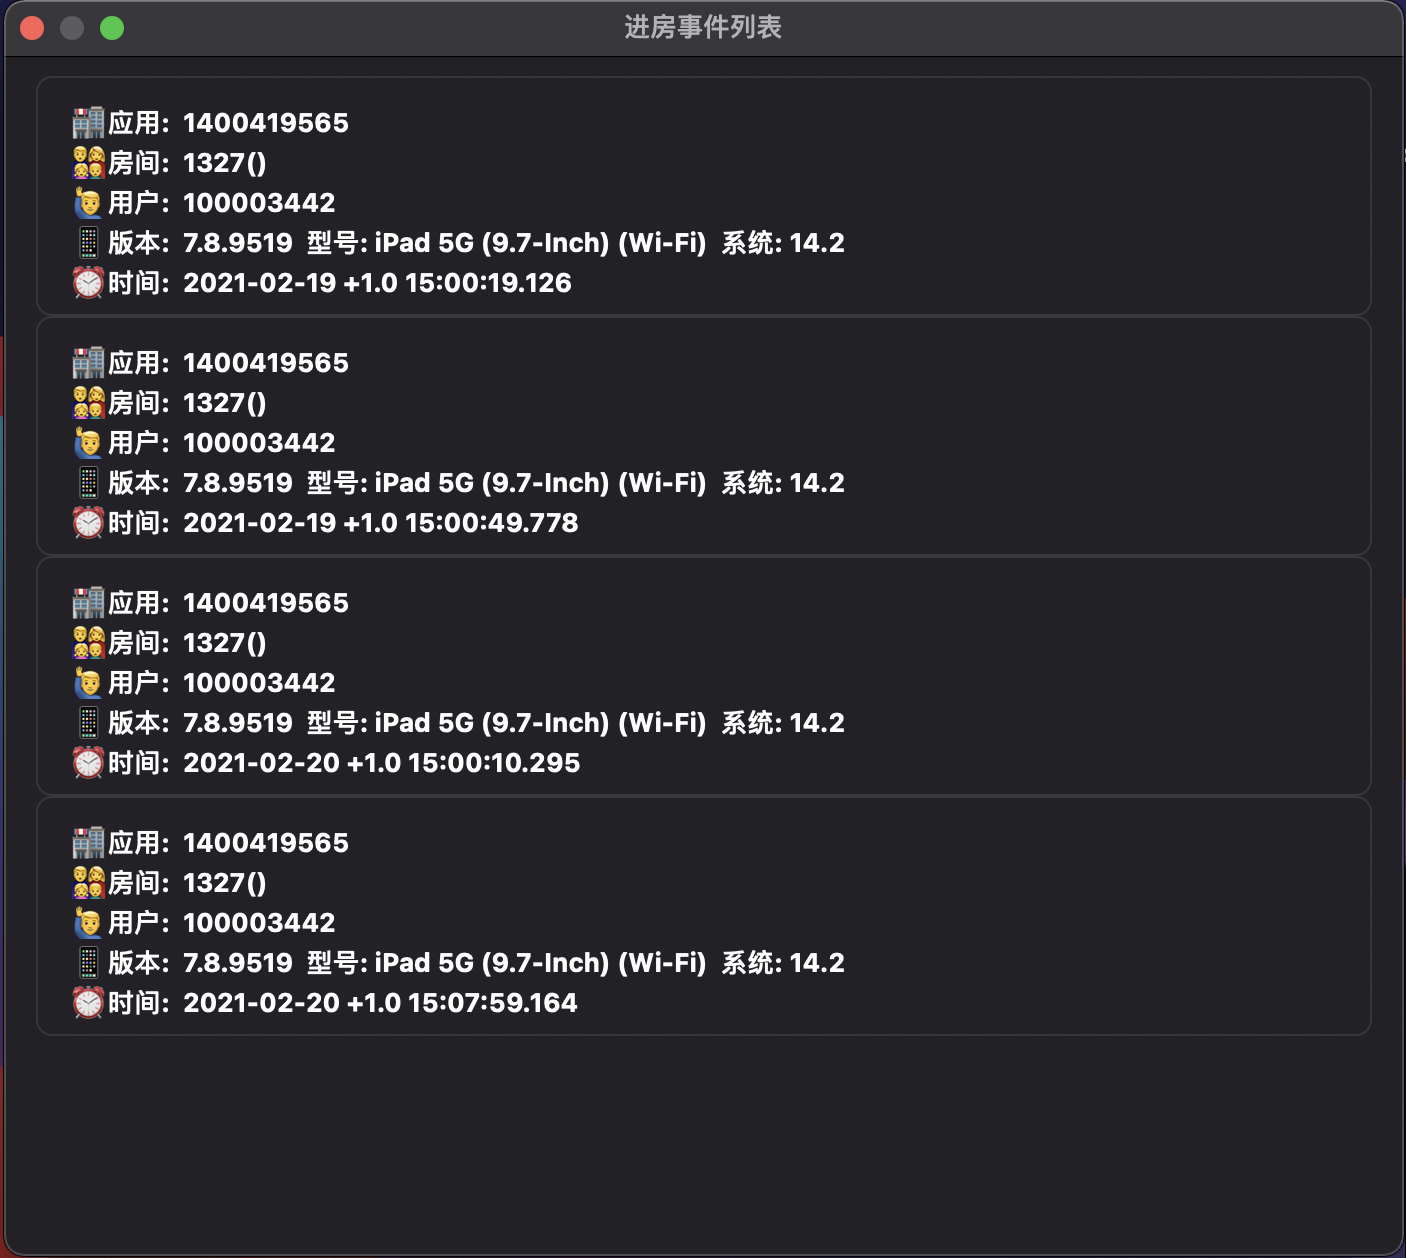 进房事件列表
🏢应用: 1400419565
👨‍👩‍👧‍👦房间: 1327()
🙋‍♂️用户: 100003442
📱版本: 7.8.9519 型号: iPad 5G (9.7-Inch) (Wi-Fi) 系统: 14.2
⏰时间: 2021-02-19 +1.0 15:00:19.126
🏢应用: 1400419565
👨‍👩‍👧‍👦房间: 1327()
🙋‍♂️用户: 100003442
📱版本: 7.8.9519 型号: iPad 5G (9.7-Inch) (Wi-Fi) 系统: 14.2
⏰时间: 2021-02-19 +1.0 15:00:49.778
🏢应用: 1400419565
👨‍👩‍👧‍👦房间: 1327()
🙋‍♂️用户: 100003442
📱版本: 7.8.9519 型号: iPad 5G (9.7-Inch) (Wi-Fi) 系统: 14.2
⏰时间: 2021-02-20 +1.0 15:00:10.295
🏢应用: 1400419565
👨‍👩‍👧‍👦房间: 1327()
🙋‍♂️用户: 100003442
📱版本: 7.8.9519 型号: iPad 5G (9.7-Inch) (Wi-Fi) 系统: 14.2
⏰时间: 2021-02-20 +1.0 15:07:59.164